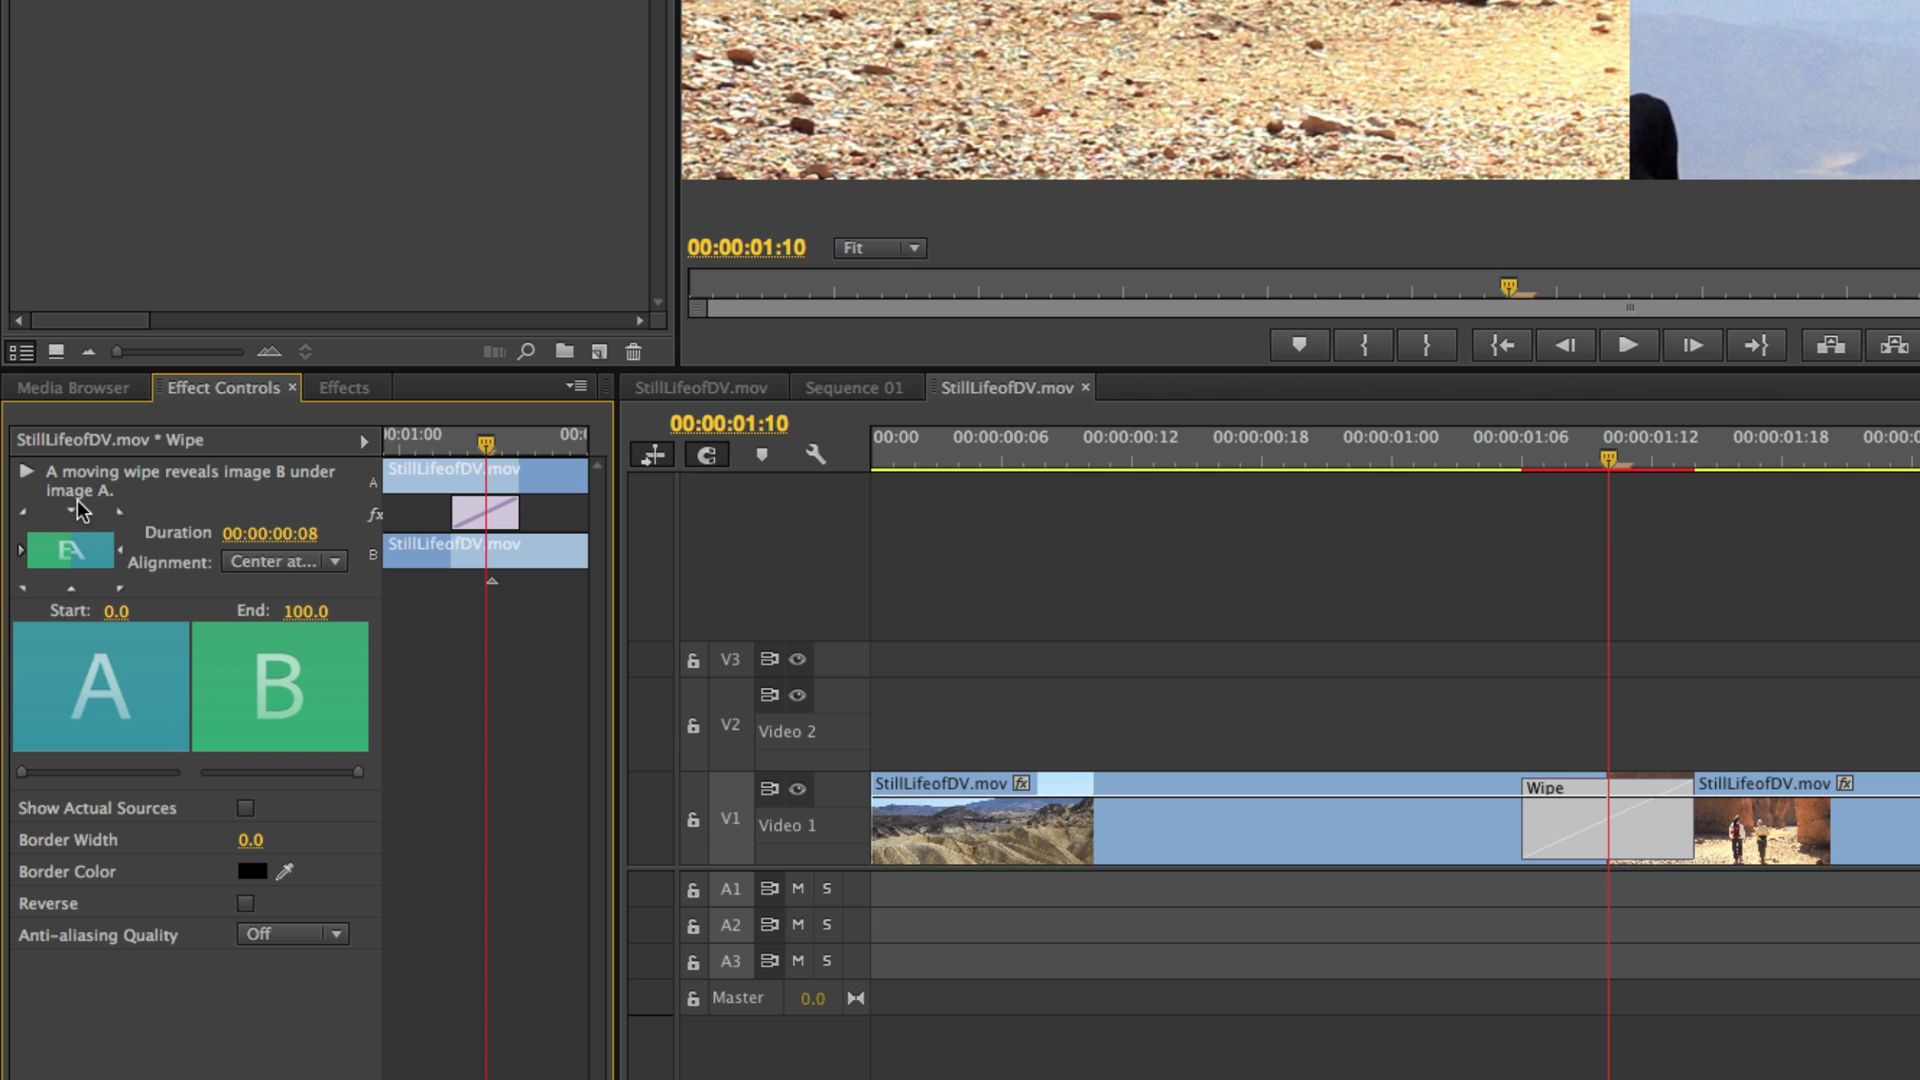 00:00:01:10
Fit
Media Browser
Effect Controls ×
Effects
StillLifeofDV.mov
Sequence 01
StillLifeofDV.mov ×
StillLifeofDV.mov * Wipe
A moving wipe reveals image B under
image A.
Duration 00:00:00:08
Alignment: Center at...
Start: 0.0
End: 100.0
A
B
Show Actual Sources
Border Width 0.0
Border Color
Reverse
Anti-aliasing Quality Off
:00:01:00
00:
A StillLifeofDV.mov
fx
B StillLifeofDV.mov
00:00:01:10
00:00 00:00:00:06 00:00:00:12 00:00:00:18 00:00:01:00 00:00:01:06 00:00:01:12 00:00:01:18 00:00:0
V3
V2
Video 2
V1
Video 1
StillLifeofDV.mov fx
Wipe
StillLifeofDV.mov fx
A1 M S
A2 M S
A3 M S
Master 0.0